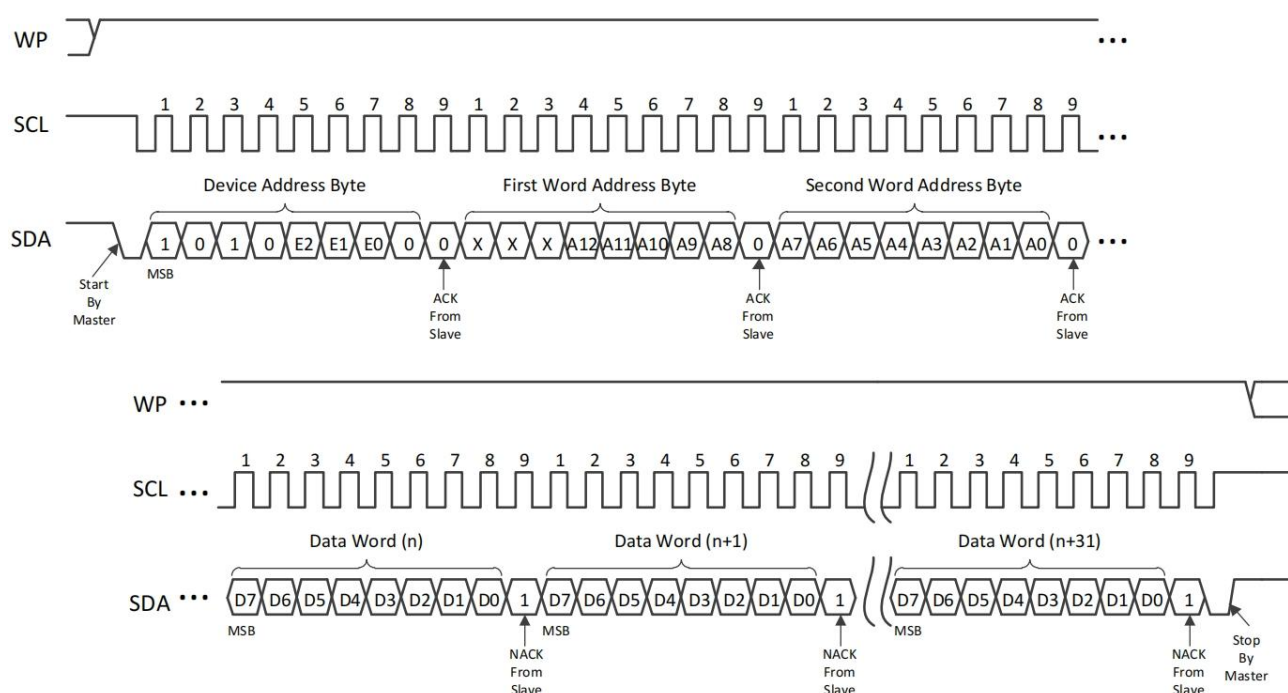 WP
...
1 2 3 4 5 6 7 8 9 1 2 3 4 5 6 7 8 9 1 2 3 4 5 6 7 8 9
SCL
...
Device Address Byte First Word Address Byte Second Word Address Byte
SDA 1 0 1 0 E2 E1 E0 0 0 X X X A12 A11 A10 A9 A8 0 A7 A6 A5 A4 A3 A2 A1 A0 0 ...
MSB
Start
By
Master
ACK
From
Slave
ACK
From
Slave
ACK
From
Slave
WP ...
1 2 3 4 5 6 7 8 9 1 2 3 4 5 6 7 8 9 1 2 3 4 5 6 7 8 9
SCL ...
Data Word (n) Data Word (n+1) Data Word (n+31)
SDA ... D7 D6 D5 D4 D3 D2 D1 D0 1 D7 D6 D5 D4 D3 D2 D1 D0 1 D7 D6 D5 D4 D3 D2 D1 D0 1
MSB MSB MSB
NACK
From
Slave
NACK
From
Slave
NACK
From
Slave
Stop
By
Master